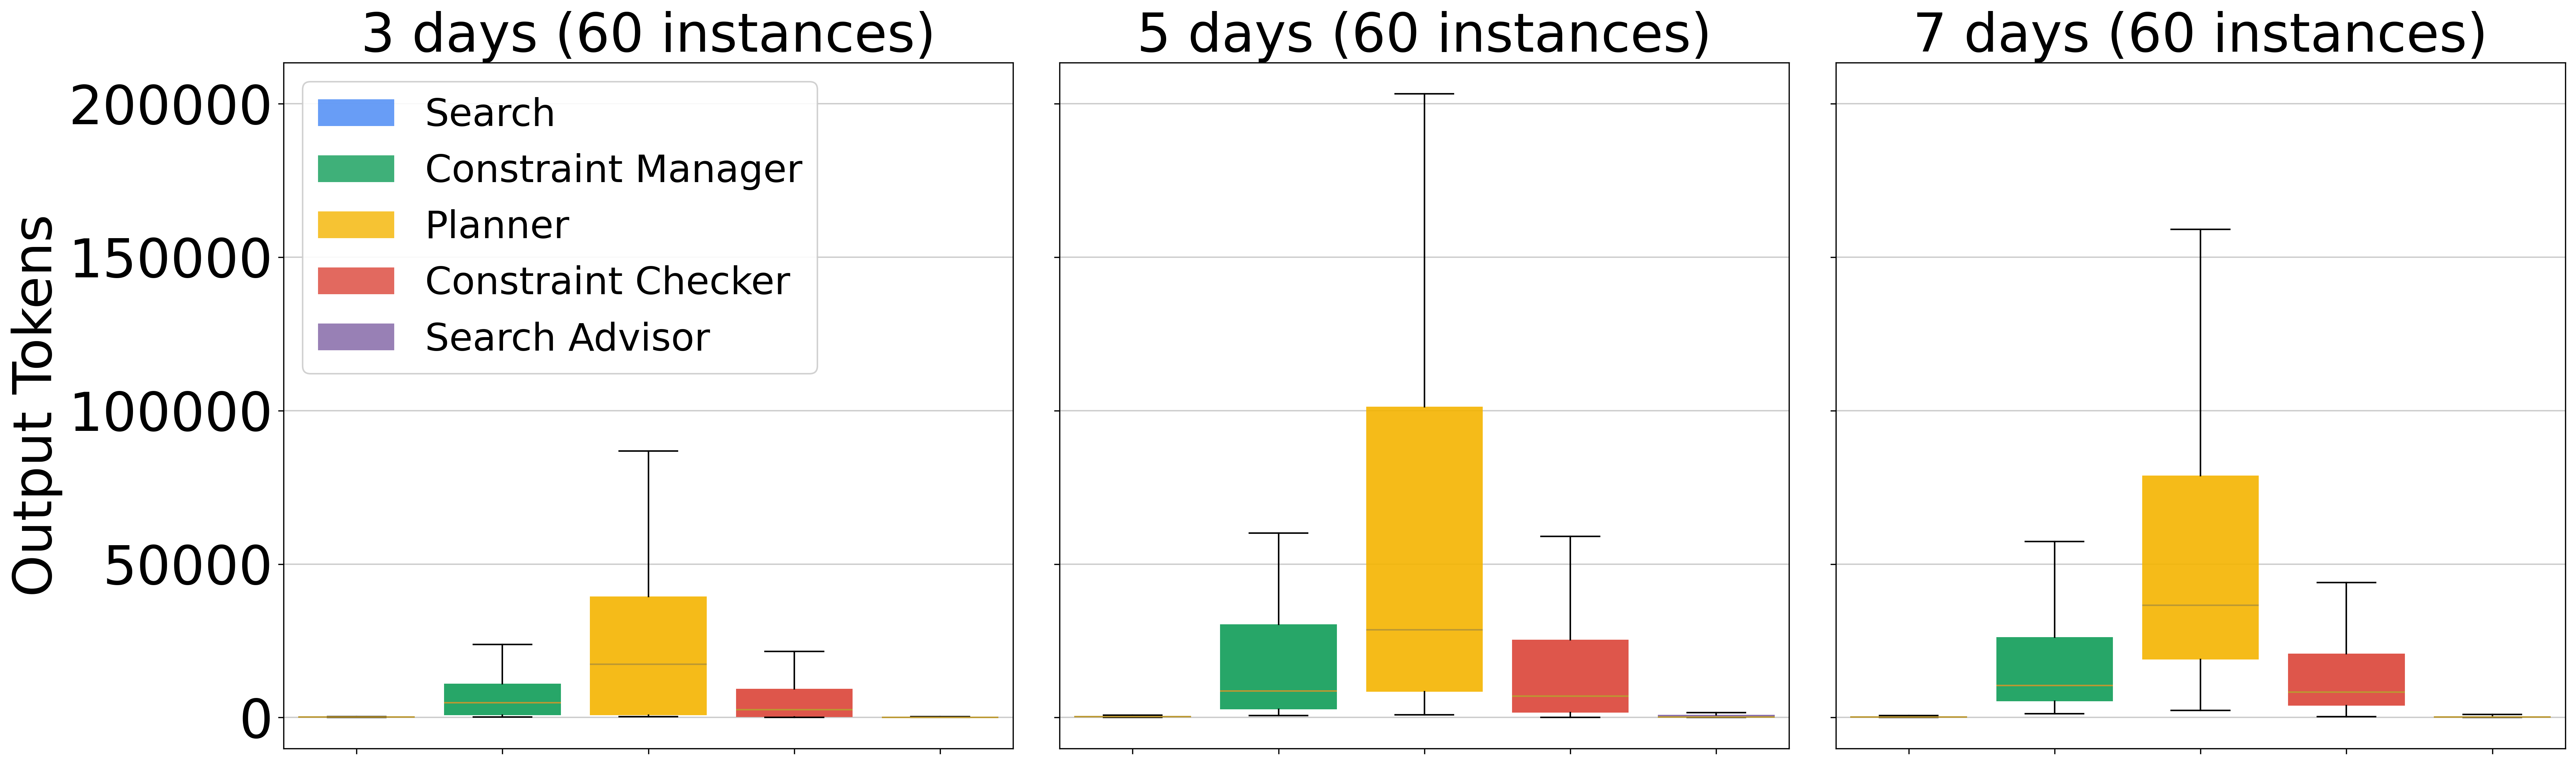 3 days (60 instances)
5 days (60 instances)
7 days (60 instances)
Output Tokens
200000
150000
100000
50000
0
Search
Constraint Manager
Planner
Constraint Checker
Search Advisor